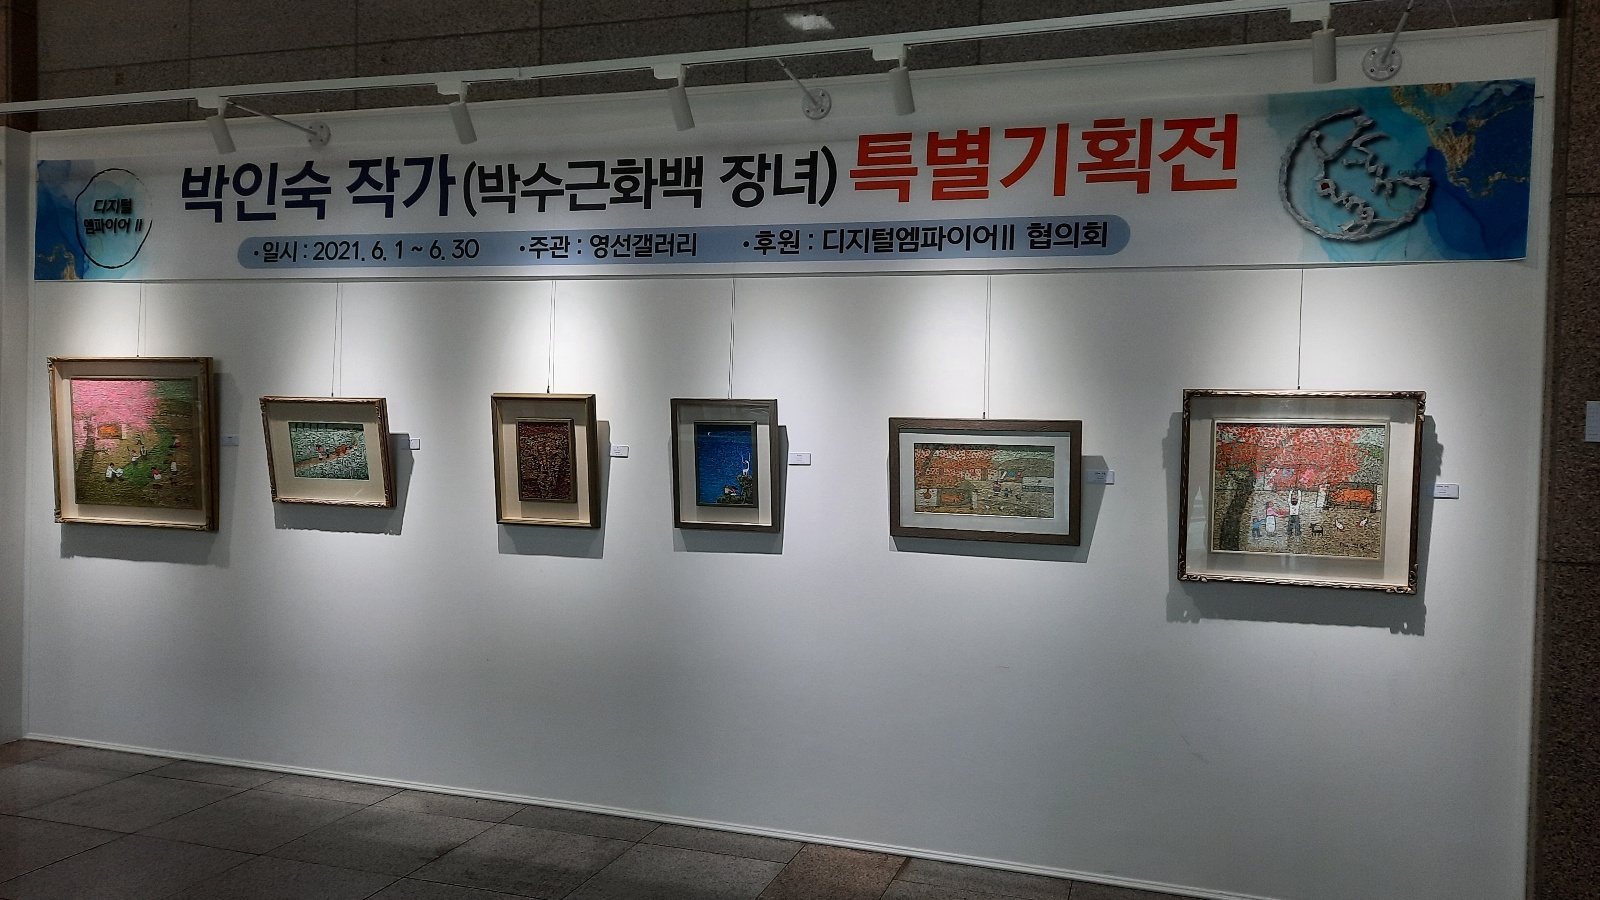 디지털
엠파이어 II
박인숙 작가(박수근화백 장녀) 특별기획전
·일시 : 2021. 6. 1 ~ 6. 30 ·주관 : 영선갤러리 ·후원 : 디지털엠파이어II 협의회